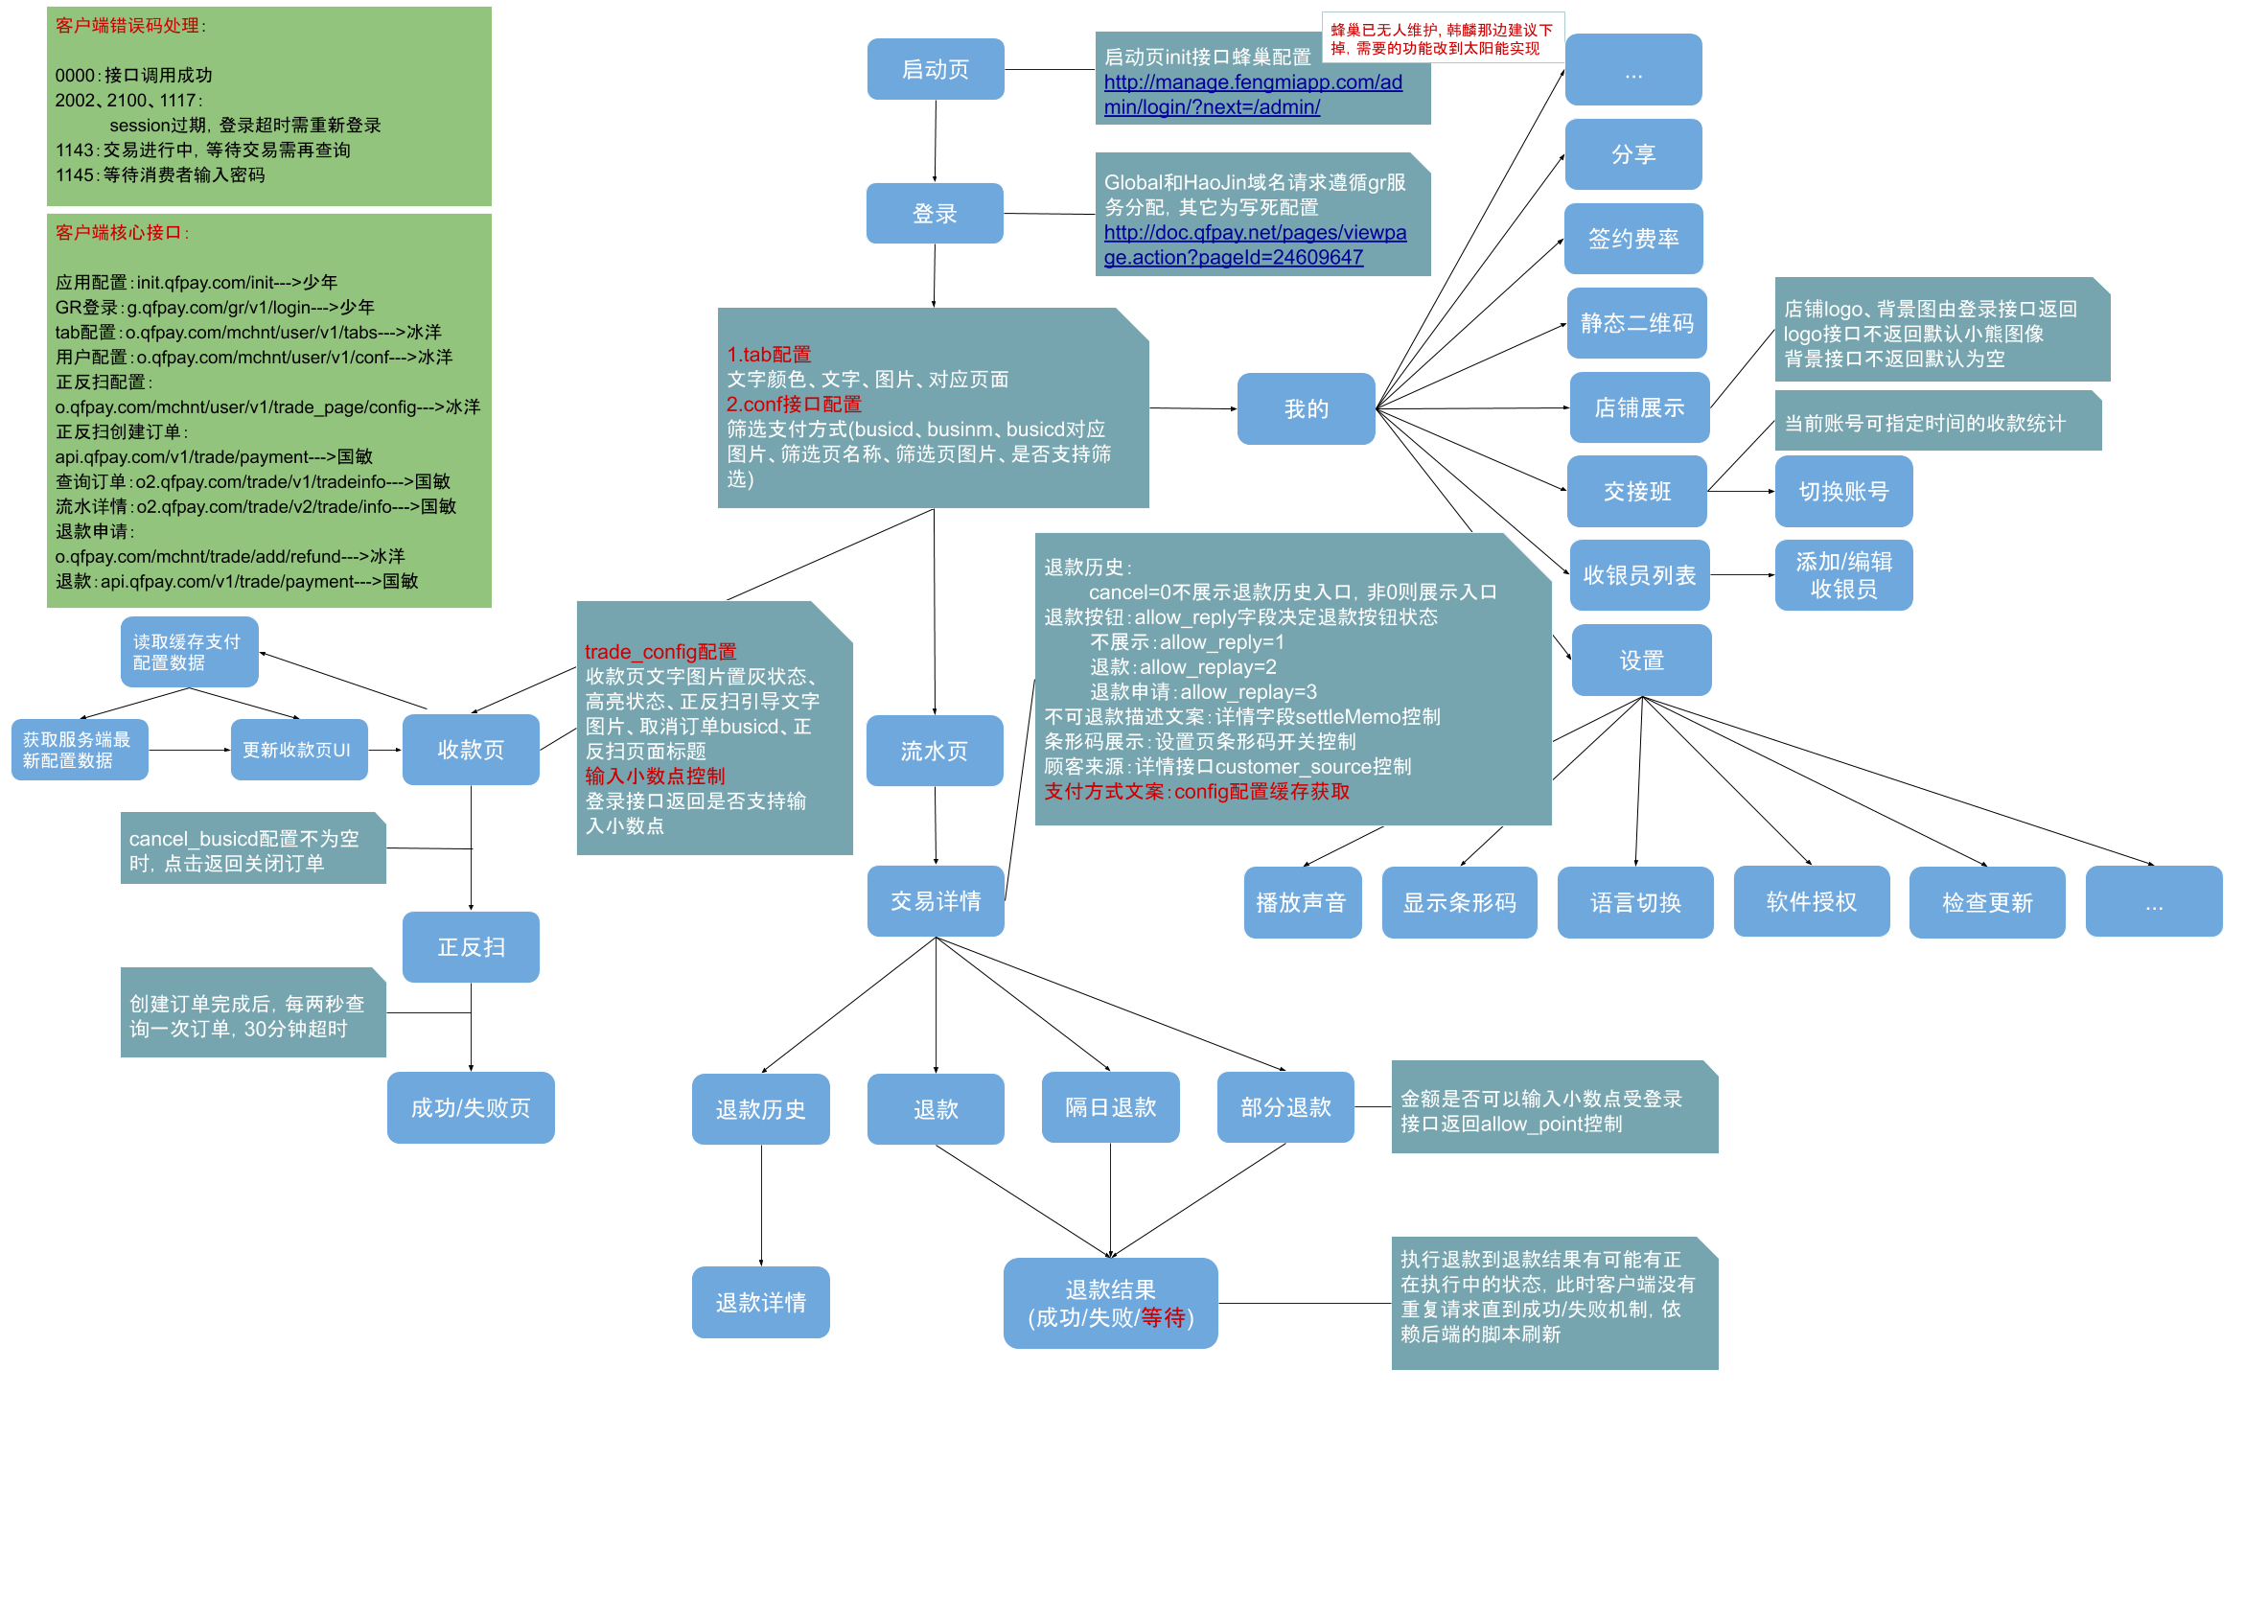 客户端错误码处理：
0000：接口调用成功
2002、2100、1117：
session过期，登录超时需重新登录
1143：交易进行中，等待交易需再查询
1145：等待消费者输入密码
客户端核心接口：
应用配置：init.qfpay.com/init--->少年
GR登录：g.qfpay.com/gr/v1/login--->少年
tab配置：o.qfpay.com/mchnt/user/v1/tabs--->冰洋
用户配置：o.qfpay.com/mchnt/user/v1/conf--->冰洋
正反扫配置：
o.qfpay.com/mchnt/user/v1/trade_page/config--->冰洋
正反扫创建订单：
api.qfpay.com/v1/trade/payment--->国敏
查询订单：o2.qfpay.com/trade/v1/tradeinfo--->国敏
流水详情：o2.qfpay.com/trade/v2/trade/info--->国敏
退款申请：
o.qfpay.com/mchnt/trade/add/refund--->冰洋
退款：api.qfpay.com/v1/trade/payment--->国敏
启动页
启动页init接口蜂巢配置
http://manage.fengmiapp.com/ad
min/login/?next=/admin/
蜂巢已无人维护，韩麟那边建议下
掉，需要的功能改到太阳能实现
登录
Global和HaoJin域名请求遵循gr服
务分配，其它为写死配置
http://doc.qfpay.net/pages/viewpa
ge.action?pageId=24609647
1.tab配置
文字颜色、文字、图片、对应页面
2.conf接口配置
筛选支付方式(busicd、businm、busicd对应
图片、筛选页名称、筛选页图片、是否支持筛
选)
我的
...
分享
签约费率
静态二维码
店铺展示
交接班
收银员列表
设置
店铺logo、背景图由登录接口返回
logo接口不返回默认小熊图像
背景接口不返回默认为空
当前账号可指定时间的收款统计
切换账号
添加/编辑
收银员
退款历史：
cancel=0不展示退款历史入口，非0则展示入口
退款按钮：allow_reply字段决定退款按钮状态
不展示：allow_reply=1
退款：allow_replay=2
退款申请：allow_replay=3
不可退款描述文案：详情字段settleMemo控制
条形码展示：设置页条形码开关控制
顾客来源：详情接口customer_source控制
支付方式文案：config配置缓存获取
读取缓存支付
配置数据
获取服务端最
新配置数据
更新收款页UI
收款页
trade_config配置
收款页文字图片置灰状态、
高亮状态、正反扫引导文字
图片、取消订单busicd、正
反扫页面标题
输入小数点控制
登录接口返回是否支持输
入小数点
流水页
cancel_busicd配置不为空
时，点击返回关闭订单
交易详情
播放声音
显示条形码
语言切换
软件授权
检查更新
...
正反扫
创建订单完成后，每两秒查
询一次订单，30分钟超时
成功/失败页
退款历史
退款
隔日退款
部分退款
金额是否可以输入小数点受登录
接口返回allow_point控制
退款详情
退款结果
(成功/失败/等待)
执行退款到退款结果有可能有正
在执行中的状态，此时客户端没有
重复请求直到成功/失败机制，依
赖后端的脚本刷新